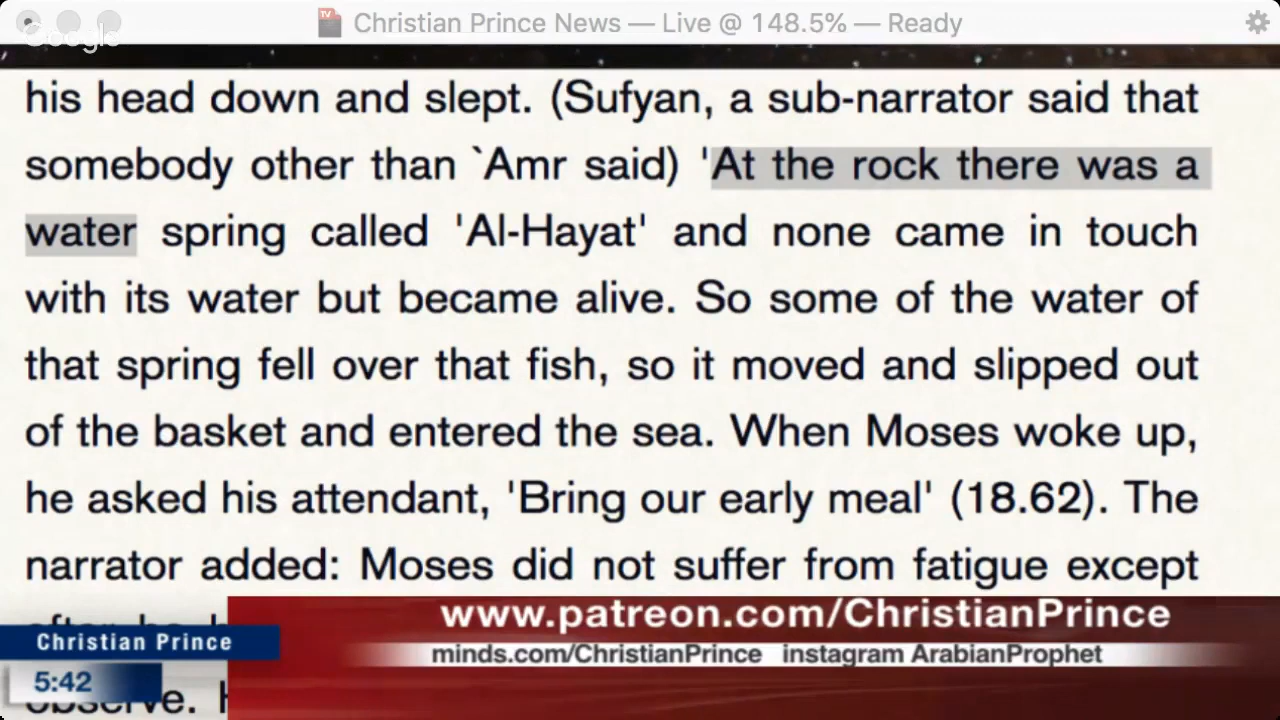 Christian Prince News — Live @ 148.5% — Ready
Google
his head down and slept. (Sufyan, a sub-narrator said that
somebody other than `Amr said) 'At the rock there was a
water spring called 'Al-Hayat' and none came in touch
with its water but became alive. So some of the water of
that spring fell over that fish, so it moved and slipped out
of the basket and entered the sea. When Moses woke up,
he asked his attendant, 'Bring our early meal' (18.62). The
narrator added: Moses did not suffer from fatigue except
www.patreon.com/ChristianPrince
Christian Prince
minds.com/ChristianPrince instagram ArabianProphet
5:42
observe.